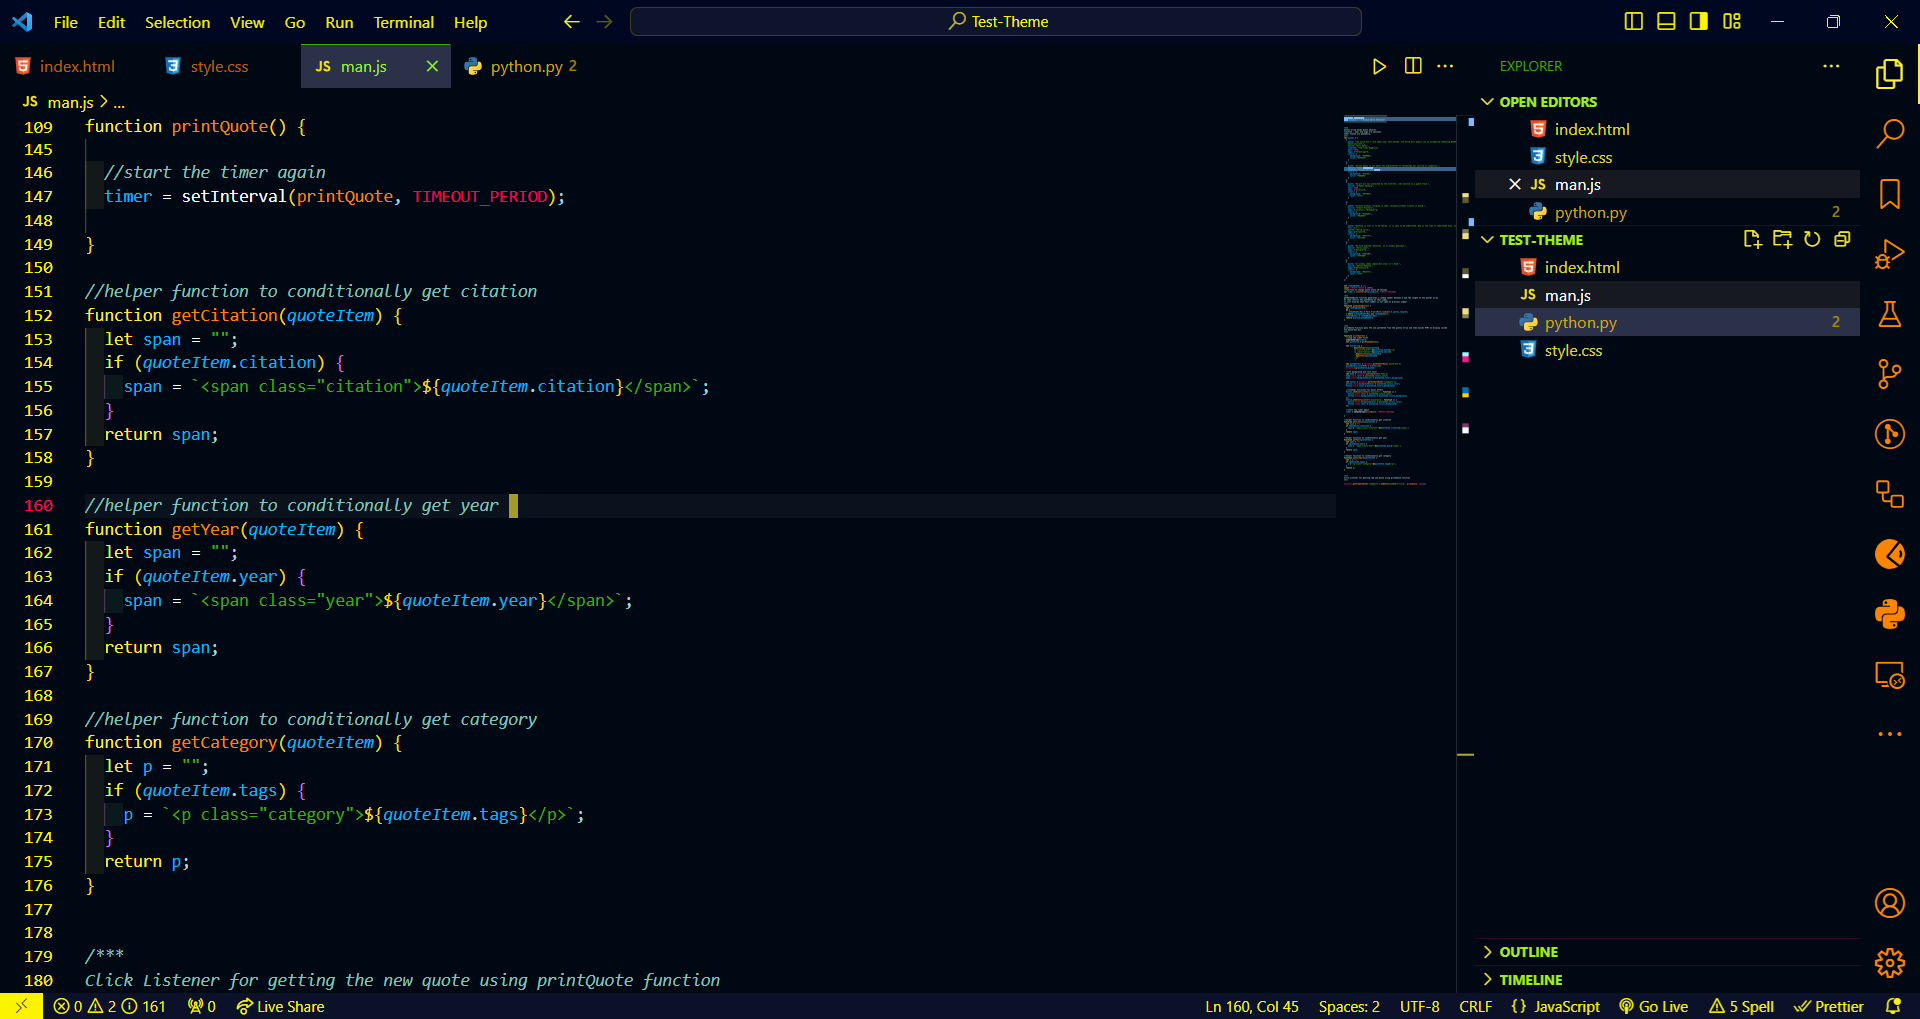 File Edit Selection View Go Run Terminal Help
Test-Theme
index.html
style.css
JS man.js
python.py 2
JS man.js > ...
109 function printQuote() {
145
146 //start the timer again
147 timer = setInterval(printQuote, TIMEOUT_PERIOD);
148
149 }
150
151 //helper function to conditionally get citation
152 function getCitation(quoteItem) {
153 let span = "";
154 if (quoteItem.citation) {
155 span = `<span class="citation">${quoteItem.citation}</span>`;
156 }
157 return span;
158 }
159
160 //helper function to conditionally get year
161 function getYear(quoteItem) {
162 let span = "";
163 if (quoteItem.year) {
164 span = `<span class="year">${quoteItem.year}</span>`;
165 }
166 return span;
167 }
168
169 //helper function to conditionally get category
170 function getCategory(quoteItem) {
171 let p = "";
172 if (quoteItem.tags) {
173 p = `<p class="category">${quoteItem.tags}</p>`;
174 }
175 return p;
176 }
177
178
179 /***
180 Click Listener for getting the new quote using printQuote function
EXPLORER
OPEN EDITORS
index.html
style.css
JS man.js
python.py 2
TEST-THEME
index.html
JS man.js
python.py 2
style.css
OUTLINE
TIMELINE
0 2 161 0 Live Share
Ln 160, Col 45 Spaces: 2 UTF-8 CRLF {} JavaScript Go Live 5 Spell Prettier